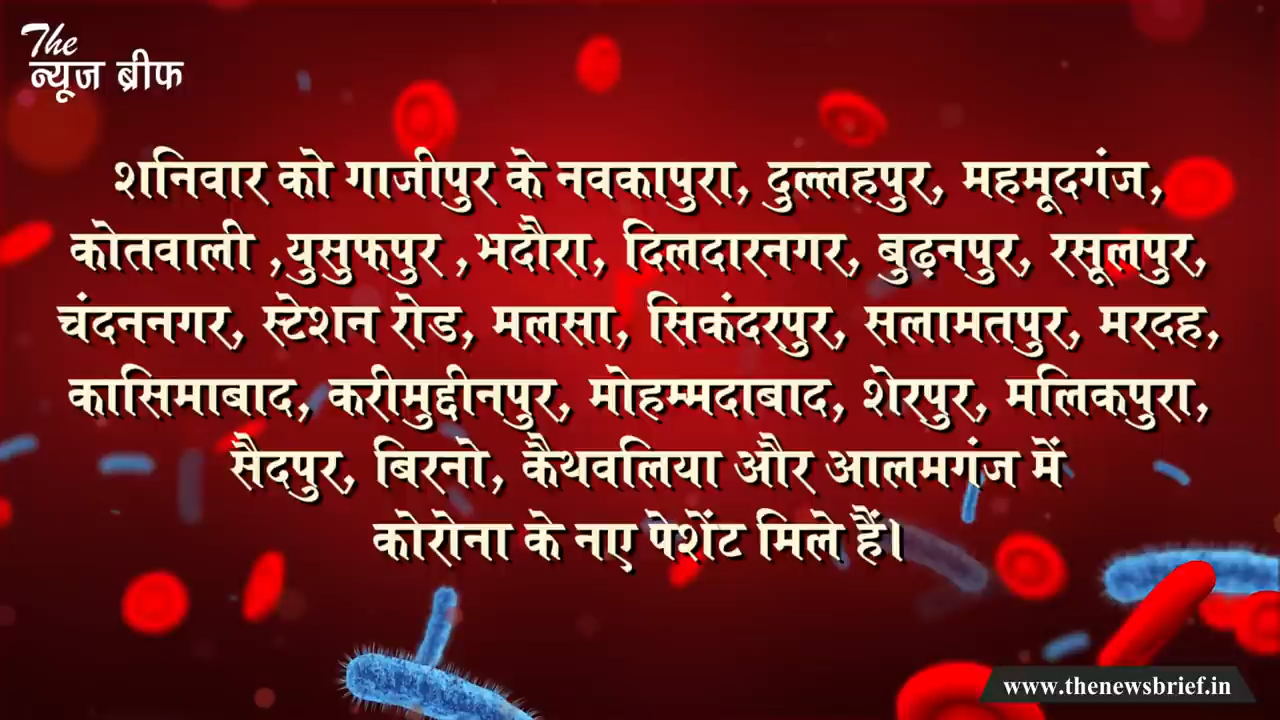 The
न्यूज ब्रीफ
शनिवार को गाजीपुर के नवकापुरा, दुल्लहपुर, महमूदगंज,
कोतवाली ,युसुफपुर ,भदौरा, दिलदारनगर, बुढ़नपुर, रसूलपुर,
चंदननगर, स्टेशन रोड, मलसा, सिकंदरपुर, सलामतपुर, मरदह,
कासिमाबाद, करीमुद्दीनपुर, मोहम्मदाबाद, शेरपुर, मलिकपुरा,
सैदपुर, बिरनो, कैथवलिया और आलमगंज में
कोरोना के नए पेशेंट मिले हैं।
www.thenewsbrief.in